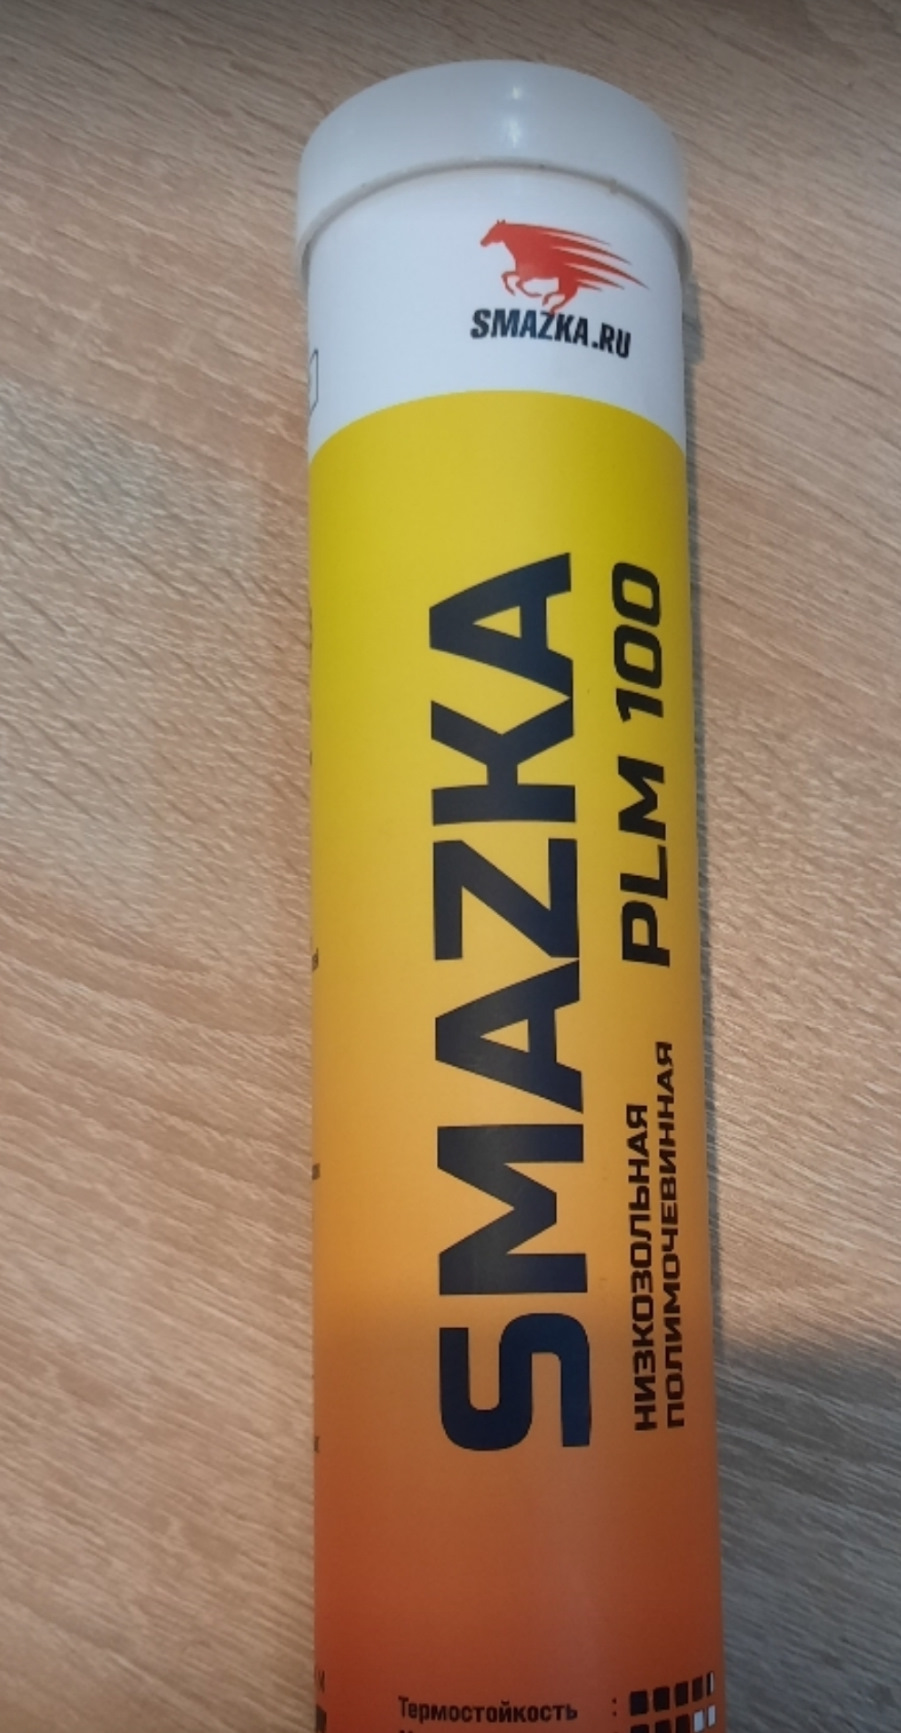 SMAZKA.RU
SMAZKA
PLM 100
НИЗКОЗОЛЬНАЯ
ПОЛИМОЧЕВИННАЯ
Термостойкость :